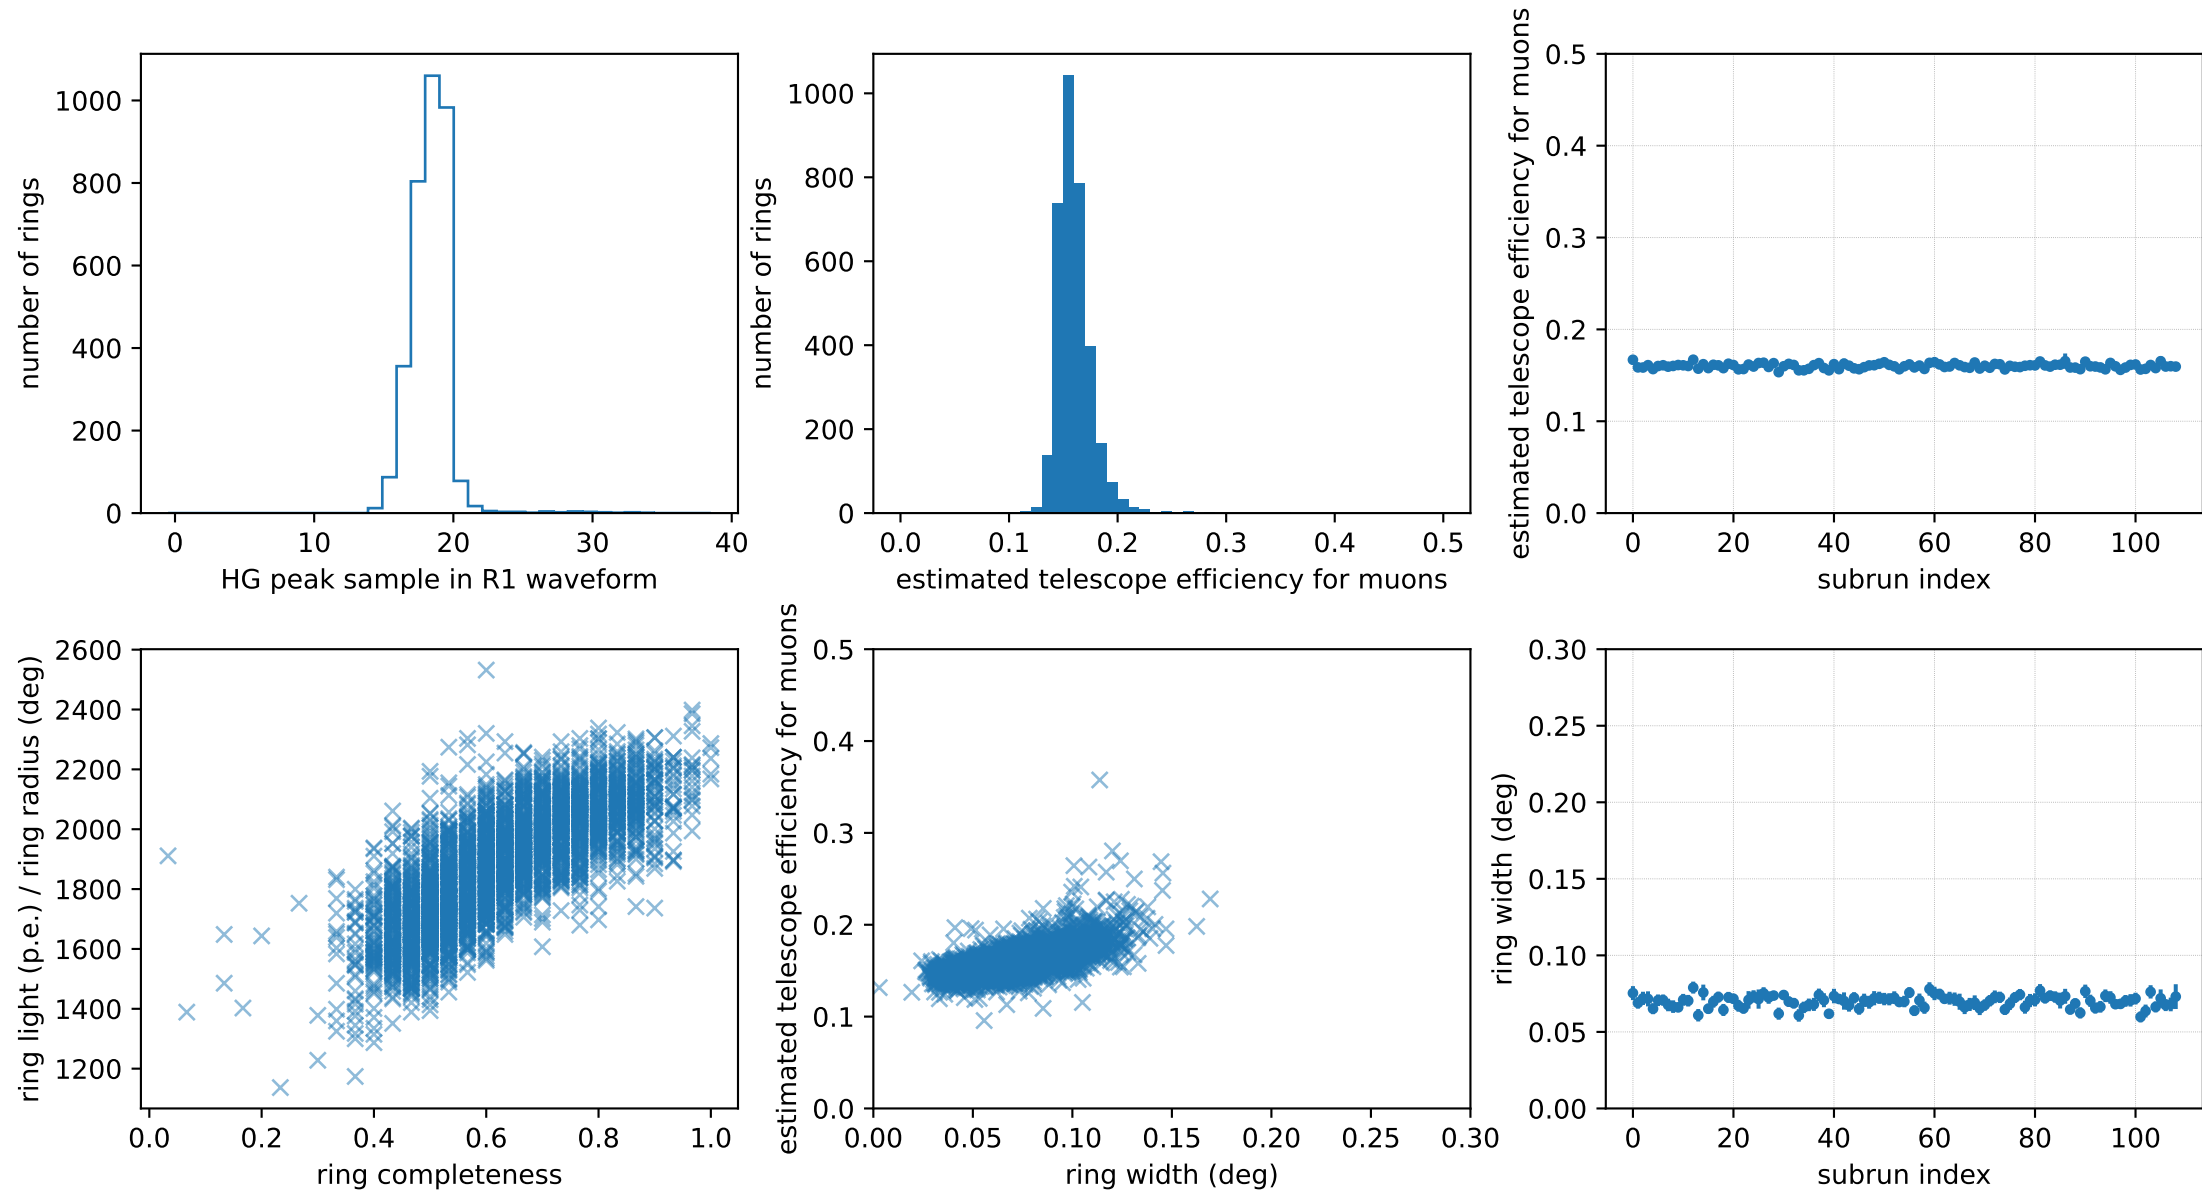 number of rings
1000
800
600
400
200
0
0 10 20 30 40
HG peak sample in R1 waveform
number of rings
1000
800
600
400
200
0
0.0 0.1 0.2 0.3 0.4 0.5
estimated telescope efficiency for muons
estimated telescope efficiency for muons
0.5
0.4
0.3
0.2
0.1
0.0
0 20 40 60 80 100
subrun index
ring light (p.e.) / ring radius (deg)
2600
2400
2200
2000
1800
1600
1400
1200
0.0 0.2 0.4 0.6 0.8 1.0
ring completeness
estimated telescope efficiency for muons
0.5
0.4
0.3
0.2
0.1
0.0
0.00 0.05 0.10 0.15 0.20 0.25 0.30
ring width (deg)
ring width (deg)
0.30
0.25
0.20
0.15
0.10
0.05
0.00
0 20 40 60 80 100
subrun index